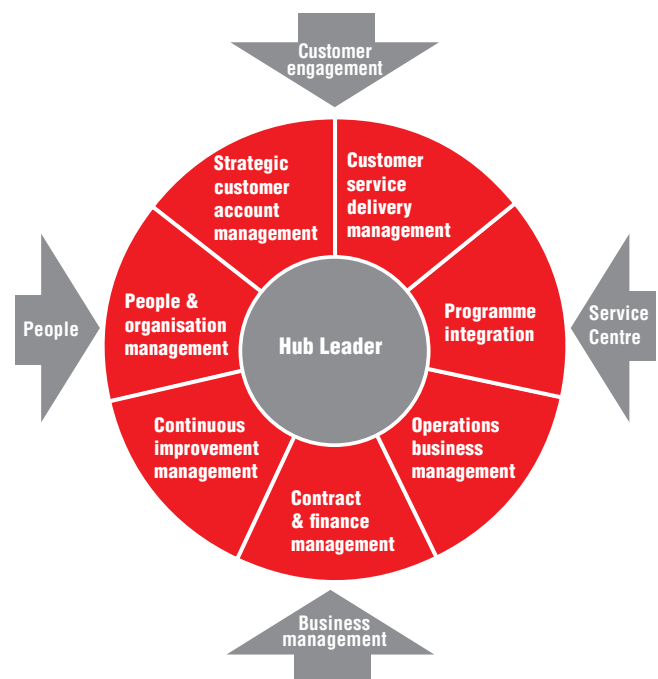 Customer
engagement
Strategic
customer
account
management
Customer
service
delivery
management
People
People &
organisation
management
Hub Leader
Programme
integration
Service
Centre
Continuous
improvement
management
Operations
business
management
Contract
& finance
management
Business
management